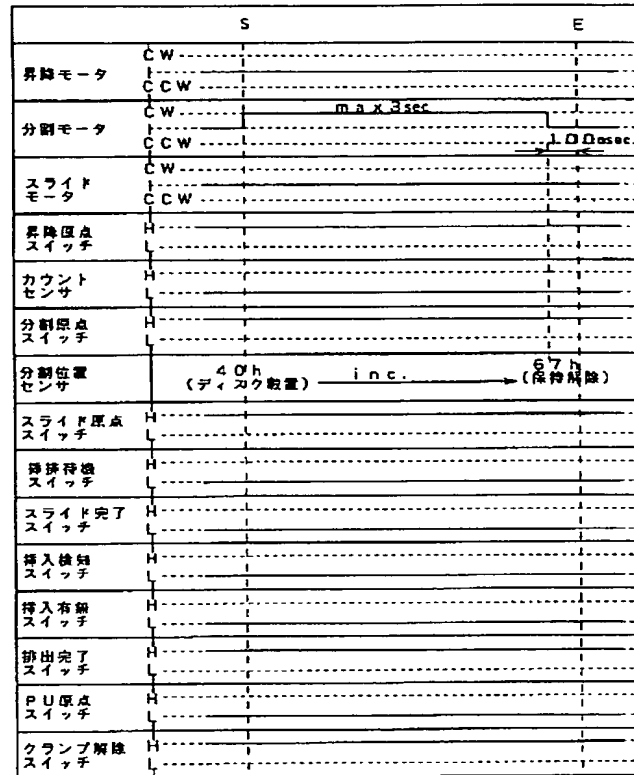 S E
CW
昇降モータ
CCW
CW
max 3sec
分割モータ
CCW
100msec
CW
スライド
モータ
CCW
昇降原点
スイッチ
H
L
カウント
センサ
H
L
分割原点
スイッチ
H
L
分割位置
センサ
40h inc. 67h
(ディスク載置) (保持解除)
スライド原点
スイッチ
H
L
挿排待機
スイッチ
H
L
スライド完了
スイッチ
H
L
挿入検知
スイッチ
H
L
挿入有無
スイッチ
H
L
排出完了
スイッチ
H
L
PU原点
スイッチ
H
L
クランプ解除
スイッチ
H
L